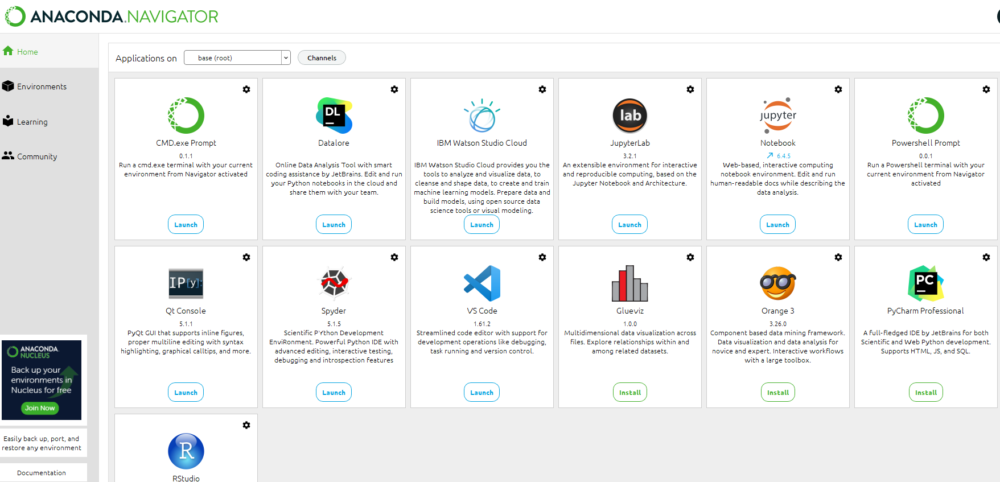 ANACONDA.NAVIGATOR
Home
Environments
Learning
Community
ANACONDA.
NUCLEUS
Back up your
environments in
Nucleus for free
Join Now
Easily back up, port, and
restore any environment
Documentation
Applications on
base (root)
Channels
CMD.exe Prompt
0.1.1
Run a cmd.exe terminal with your current
environment from Navigator activated
Launch
DL
Datalore
Online Data Analysis Tool with smart
coding assistance by JetBrains. Edit and run
your Python notebooks in the cloud and
share them with your team.
Launch
IBM Watson Studio Cloud
IBM Watson Studio Cloud provides you the
tools to analyze and visualize data, to
cleanse and shape data, to create and train
machine learning models. Prepare data and
build models, using open source data
science tools or visual modeling.
Launch
lab
JupyterLab
3.2.1
An extensible environment for interactive
and reproducible computing, based on the
Jupyter Notebook and Architecture.
Launch
jupyter
Notebook
6.4.5
Web-based, interactive computing
notebook environment. Edit and run
human-readable docs while describing the
data analysis.
Launch
Powershell Prompt
0.0.1
Run a Powershell terminal with your
current environment from Navigator
activated
Launch
IP[y]:
Qt Console
5.1.1
PyQt GUI that supports inline figures,
proper multiline editing with syntax
highlighting, graphical calltips, and more.
Launch
Spyder
5.1.5
Scientific PYthon Development
EnviRonment. Powerful Python IDE with
advanced editing, interactive testing,
debugging and introspection features
Launch
VS Code
1.61.2
Streamlined code editor with support for
development operations like debugging,
task running and version control.
Launch
Glueviz
1.0.0
Multidimensional data visualization across
files. Explore relationships within and
among related datasets.
Install
Orange 3
3.26.0
Component based data mining framework.
Data visualization and data analysis for
novice and expert. Interactive workflows
with a large toolbox.
Install
PC
PyCharm Professional
A full-fledged IDE by JetBrains for both
Scientific and Web Python development.
Supports HTML, JS, and SQL.
Install
R
RStudio